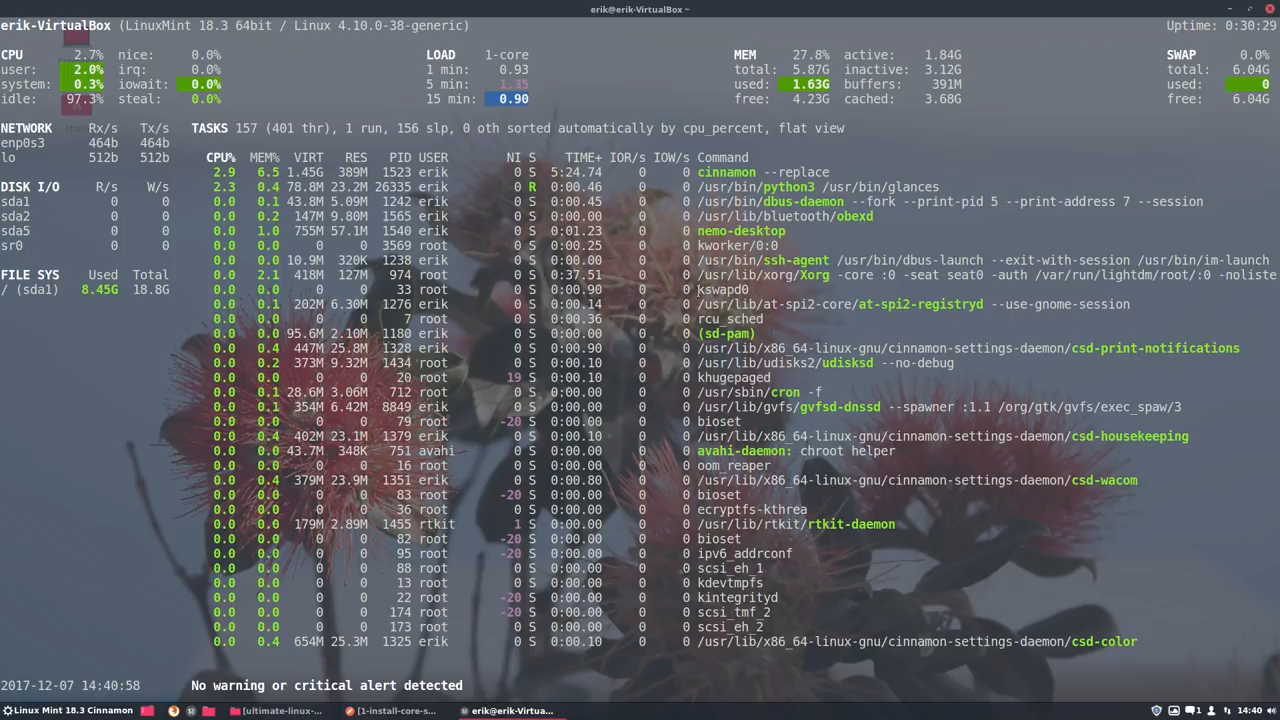 erik@erik-VirtualBox ~
erik-VirtualBox (LinuxMint 18.3 64bit / Linux 4.10.0-38-generic) Uptime: 0:30:29
CPU 2.7% nice: 0.0% LOAD 1-core MEM 27.8% active: 1.84G SWAP 0.0%
user: 2.0% irq: 0.0% 1 min: 0.93 total: 5.87G inactive: 3.12G total: 6.04G
system: 0.3% iowait: 0.0% 5 min: 1.35 used: 1.63G buffers: 391M used: 0
idle: 97.3% steal: 0.0% 15 min: 0.90 free: 4.23G cached: 3.68G free: 6.04G
NETWORK Rx/s Tx/s TASKS 157 (401 thr), 1 run, 156 slp, 0 oth sorted automatically by cpu_percent, flat view
enp0s3 464b 464b
lo 512b 512b CPU% MEM% VIRT RES PID USER NI S TIME+ IOR/s IOW/s Command
2.9 6.5 1.45G 389M 1523 erik 0 S 5:24.74 0 0 cinnamon --replace
DISK I/O R/s W/s 2.3 0.4 78.8M 23.2M 26335 erik 0 R 0:00.46 0 0 /usr/bin/python3 /usr/bin/glances
sda1 0 0 0.0 0.1 43.8M 5.09M 1242 erik 0 S 0:00.45 0 0 /usr/bin/dbus-daemon --fork --print-pid 5 --print-address 7 --session
sda2 0 0 0.0 0.2 147M 9.80M 1565 erik 0 S 0:00.00 0 0 /usr/lib/bluetooth/obexd
sda5 0 0 0.0 1.0 755M 57.1M 1540 erik 0 S 0:01.23 0 0 nemo-desktop
sr0 0 0 0.0 0.0 0 0 3569 root 0 S 0:00.25 0 0 kworker/0:0
0.0 0.0 10.9M 320K 1238 erik 0 S 0:00.00 0 0 /usr/bin/ssh-agent /usr/bin/dbus-launch --exit-with-session /usr/bin/im-launch
FILE SYS Used Total 0.0 2.1 418M 127M 974 root 0 S 0:37.51 0 0 /usr/lib/xorg/Xorg -core :0 -seat seat0 -auth /var/run/lightdm/root/:0 -noliste
/ (sda1) 8.45G 18.8G 0.0 0.0 0 0 33 root 0 S 0:00.90 0 0 kswapd0
0.0 0.1 202M 6.30M 1276 erik 0 S 0:00.14 0 0 /usr/lib/at-spi2-core/at-spi2-registryd --use-gnome-session
0.0 0.0 0 0 7 root 0 S 0:00.36 0 0 rcu_sched
0.0 0.0 95.6M 2.10M 1180 erik 0 S 0:00.00 0 0 (sd-pam)
0.0 0.4 447M 25.8M 1328 erik 0 S 0:00.90 0 0 /usr/lib/x86_64-linux-gnu/cinnamon-settings-daemon/csd-print-notifications
0.0 0.2 373M 9.32M 1434 root 0 S 0:00.10 0 0 /usr/lib/udisks2/udisksd --no-debug
0.0 0.0 0 0 20 root 19 S 0:00.10 0 0 khugepaged
0.0 0.1 28.6M 3.06M 712 root 0 S 0:00.00 0 0 /usr/sbin/cron -f
0.0 0.1 354M 6.42M 8849 erik 0 S 0:00.00 0 0 /usr/lib/gvfs/gvfsd-dnssd --spawner :1.1 /org/gtk/gvfs/exec_spaw/3
0.0 0.0 0 0 79 root -20 S 0:00.00 0 0 bioset
0.0 0.4 402M 23.1M 1379 erik 0 S 0:00.10 0 0 /usr/lib/x86_64-linux-gnu/cinnamon-settings-daemon/csd-housekeeping
0.0 0.0 43.7M 348K 751 avahi 0 S 0:00.00 0 0 avahi-daemon: chroot helper
0.0 0.0 0 0 16 root 0 S 0:00.00 0 0 oom_reaper
0.0 0.4 379M 23.9M 1351 erik 0 S 0:00.80 0 0 /usr/lib/x86_64-linux-gnu/cinnamon-settings-daemon/csd-wacom
0.0 0.0 0 0 83 root -20 S 0:00.00 0 0 bioset
0.0 0.0 0 0 36 root 0 S 0:00.00 0 0 ecryptfs-kthrea
0.0 0.0 179M 2.89M 1455 rtkit 1 S 0:00.00 0 0 /usr/lib/rtkit/rtkit-daemon
0.0 0.0 0 0 82 root -20 S 0:00.00 0 0 bioset
0.0 0.0 0 0 95 root -20 S 0:00.00 0 0 ipv6_addrconf
0.0 0.0 0 0 88 root 0 S 0:00.00 0 0 scsi_eh_1
0.0 0.0 0 0 13 root 0 S 0:00.00 0 0 kdevtmpfs
0.0 0.0 0 0 22 root -20 S 0:00.00 0 0 kintegrityd
0.0 0.0 0 0 174 root -20 S 0:00.00 0 0 scsi_tmf_2
0.0 0.0 0 0 173 root 0 S 0:00.00 0 0 scsi_eh_2
0.0 0.4 654M 25.3M 1325 erik 0 S 0:00.10 0 0 /usr/lib/x86_64-linux-gnu/cinnamon-settings-daemon/csd-color
2017-12-07 14:40:58 No warning or critical alert detected
Linux Mint 18.3 Cinnamon [ultimate-linux-... [1-install-core-s... erik@erik-Virtua... 1 14:40